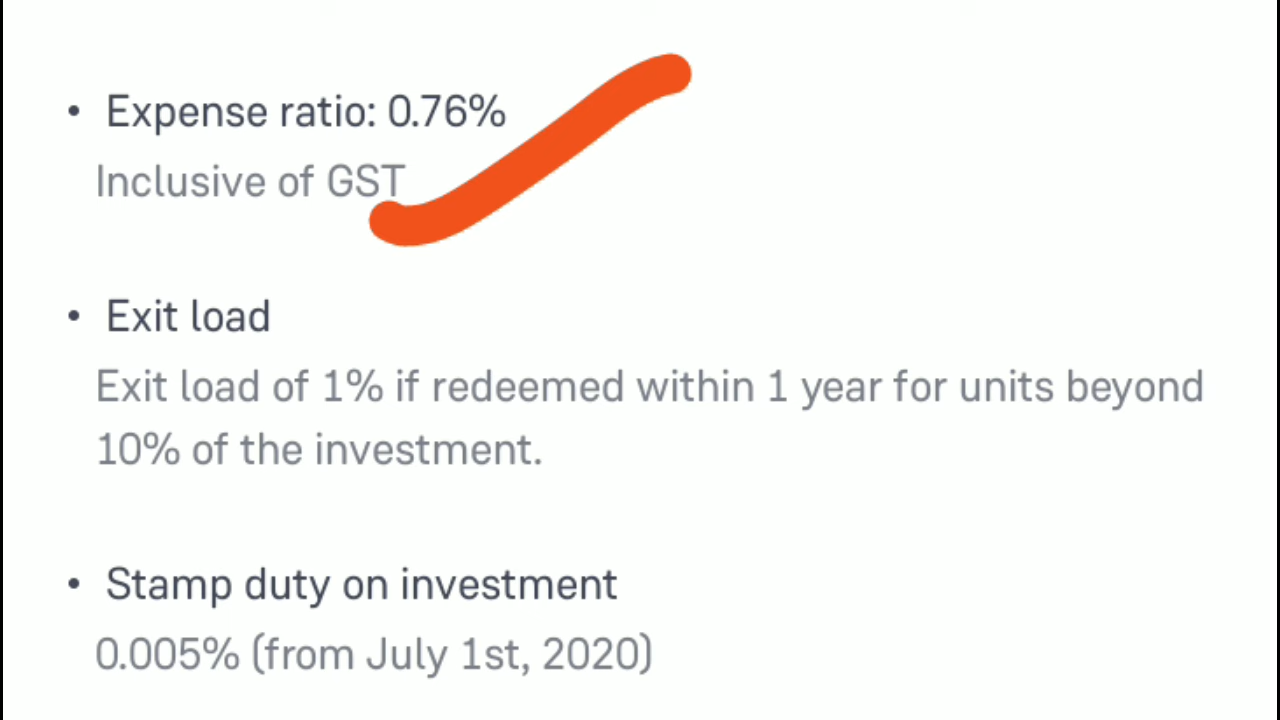 • Expense ratio: 0.76%
Inclusive of GST
• Exit load
Exit load of 1% if redeemed within 1 year for units beyond
10% of the investment.
• Stamp duty on investment
0.005% (from July 1st, 2020)